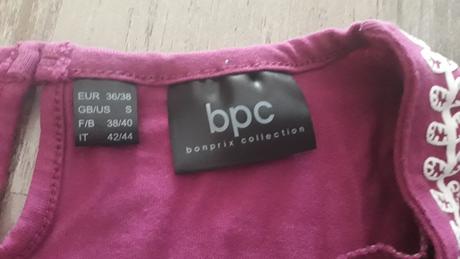 EUR 36/38
GB/US S
F/B 38/40
IT 42/44
bpc
bonprix collection